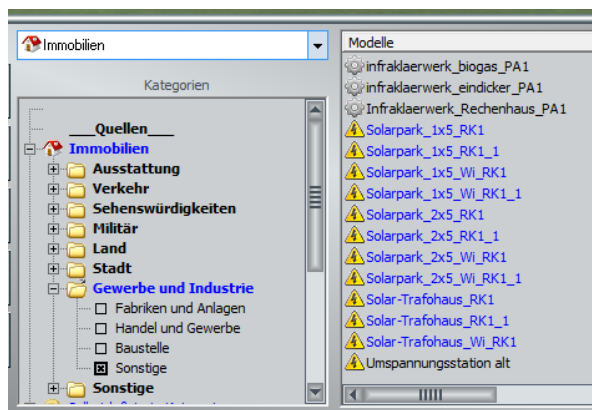 Immobilien
Kategorien
___Quellen___
Immobilien
Ausstattung
Verkehr
Sehenswürdigkeiten
Militär
Land
Stadt
Gewerbe und Industrie
Fabriken und Anlagen
Handel und Gewerbe
Baustelle
Sonstige
Sonstige
Modelle
infraklaerwerk_biogas_PA1
infraklaerwerk_eindicker_PA1
Infraklaerwerk_Rechenhaus_PA1
Solarpark_1x5_RK1
Solarpark_1x5_RK1_1
Solarpark_1x5_Wi_RK1
Solarpark_1x5_Wi_RK1_1
Solarpark_2x5_RK1
Solarpark_2x5_RK1_1
Solarpark_2x5_Wi_RK1
Solarpark_2x5_Wi_RK1_1
Solar-Trafohaus_RK1
Solar-Trafohaus_RK1_1
Solar-Trafohaus_Wi_RK1
Umspannungsstation alt